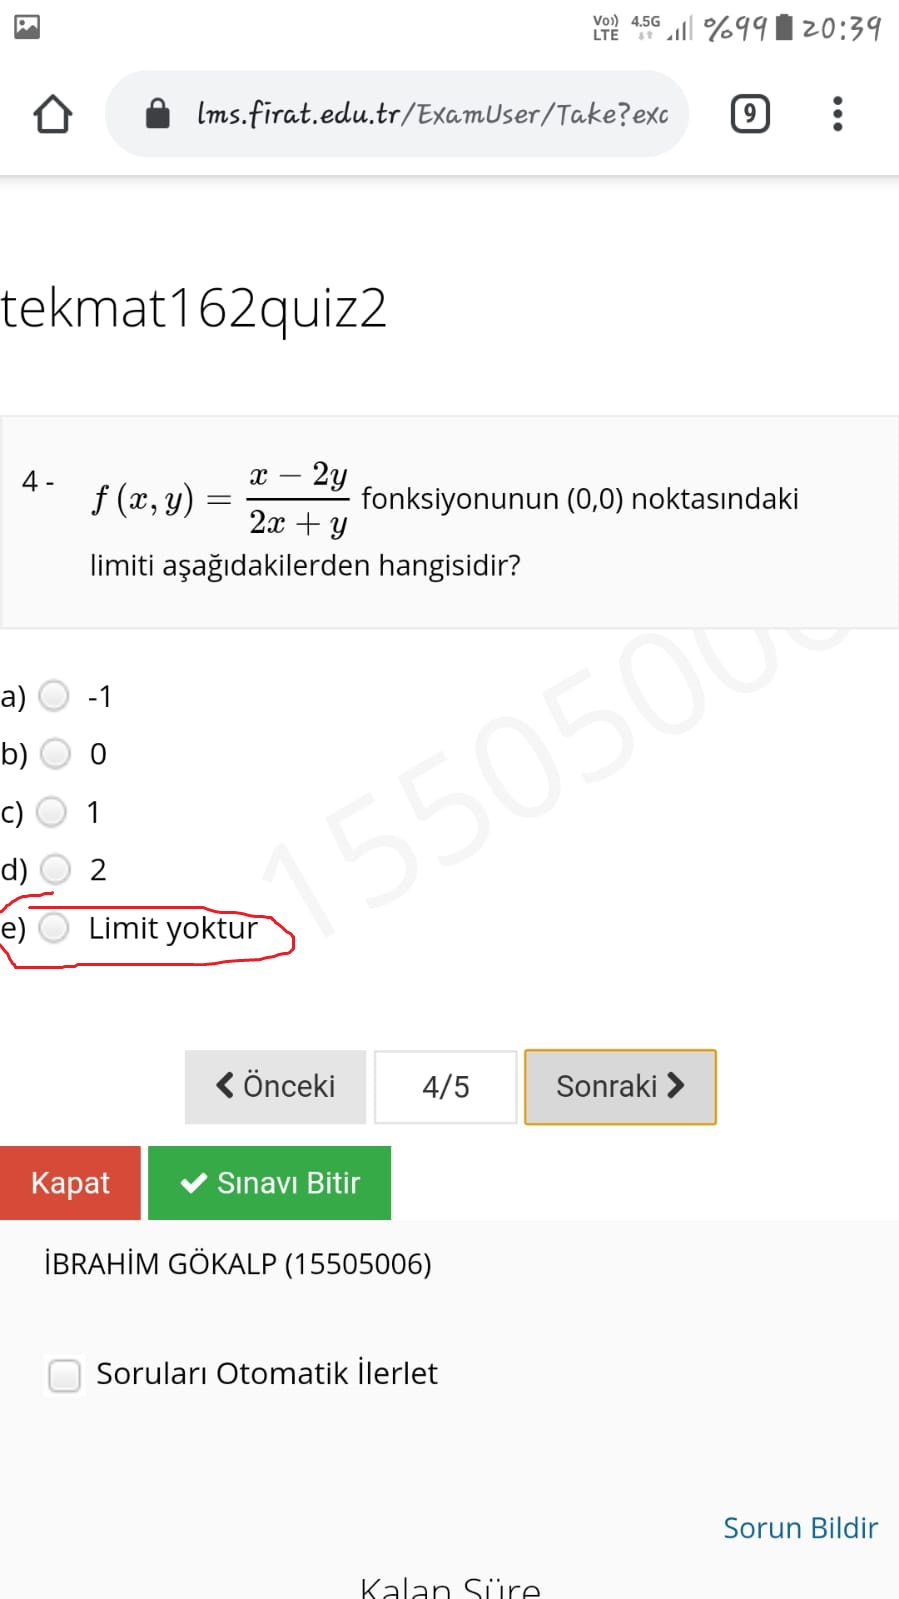 Vo)) LTE 4.5G %99 20:39
lms.firat.edu.tr/ExamUser/Take?exc 9
tekmat162quiz2
4 - f (x, y) = \frac{x − 2y}{2x + y} fonksiyonunun (0,0) noktasındaki
limiti aşağıdakilerden hangisidir?
a) -1
b) 0
c) 1
d) 2
e) Limit yoktur
Önceki 4/5 Sonraki
Kapat Sınavı Bitir
İBRAHİM GÖKALP (15505006)
Soruları Otomatik İlerlet
Sorun Bildir
Kalan Süre